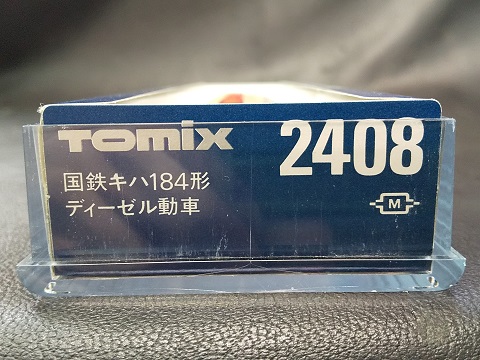 TOMIX 2408
国鉄キハ184形
ディーゼル動車
M